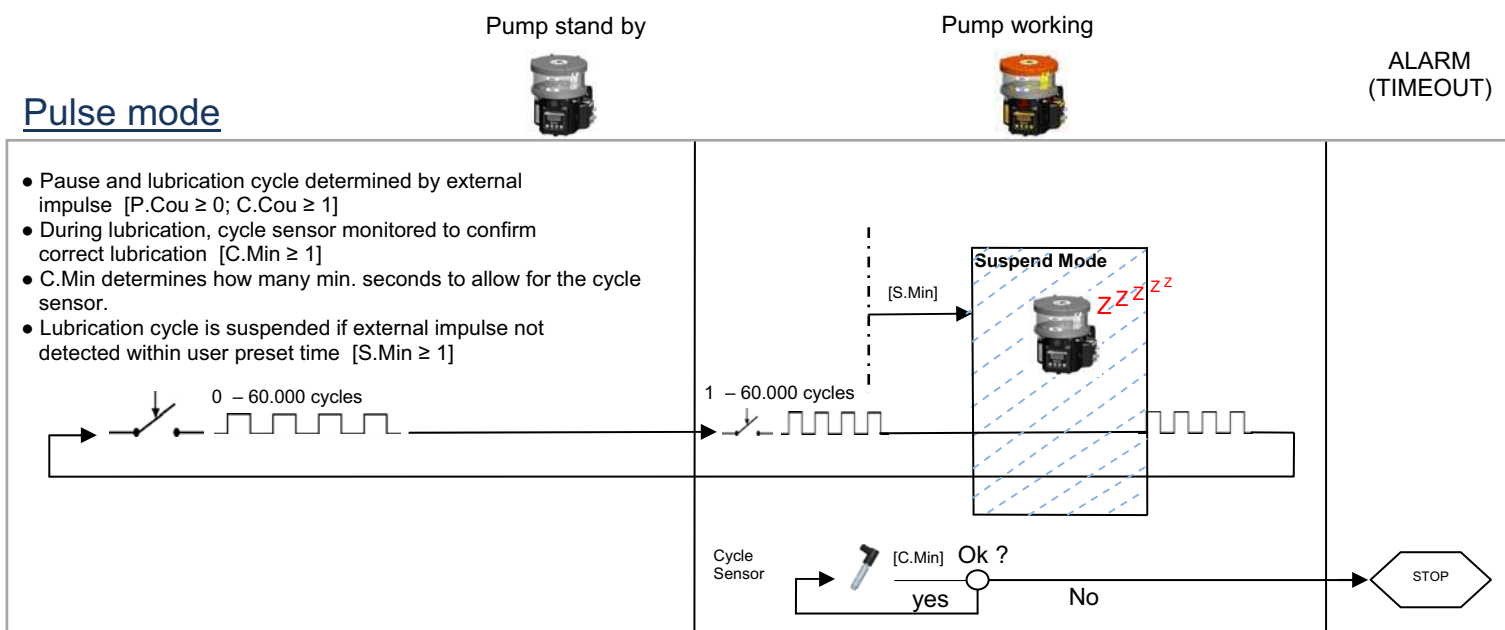 Pump stand by
Pump working
ALARM
(TIMEOUT)
Pulse mode
● Pause and lubrication cycle determined by external
impulse [P.Cou ≥ 0; C.Cou ≥ 1]
● During lubrication, cycle sensor monitored to confirm
correct lubrication [C.Min ≥ 1]
● C.Min determines how many min. seconds to allow for the cycle
sensor.
● Lubrication cycle is suspended if external impulse not
detected within user preset time [S.Min ≥ 1]
0 – 60.000 cycles
1 – 60.000 cycles
[S.Min]
Suspend Mode
z z z z z
Cycle
Sensor
[C.Min]
Ok ?
yes
No
STOP